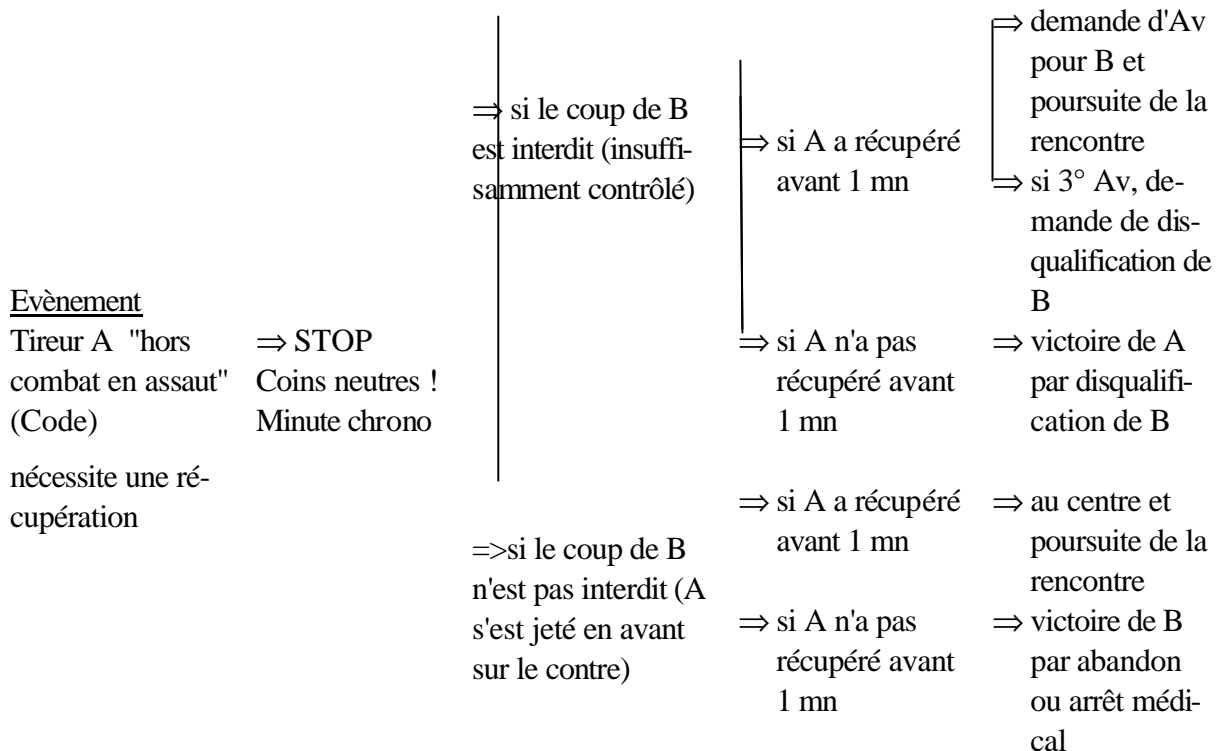 Evènement
Tireur A "hors
combat en assaut"
(Code)
nécessite une ré-
cupération
⇒ STOP
Coins neutres !
Minute chrono
⇒ si le coup de B
est interdit (insuffi-
samment contrôlé)
⇒ si A a récupéré
avant 1 mn
⇒ demande d'Av
pour B et
poursuite de la
rencontre
⇒ si 3° Av, de-
mande de dis-
qualification de
B
⇒ si A n'a pas
récupéré avant
1 mn
⇒ victoire de A
par disqualifi-
cation de B
=>si le coup de B
n'est pas interdit (A
s'est jeté en avant
sur le contre)
⇒ si A a récupéré
avant 1 mn
⇒ au centre et
poursuite de la
rencontre
⇒ si A n'a pas
récupéré avant
1 mn
⇒ victoire de B
par abandon
ou arrêt médi-
cal